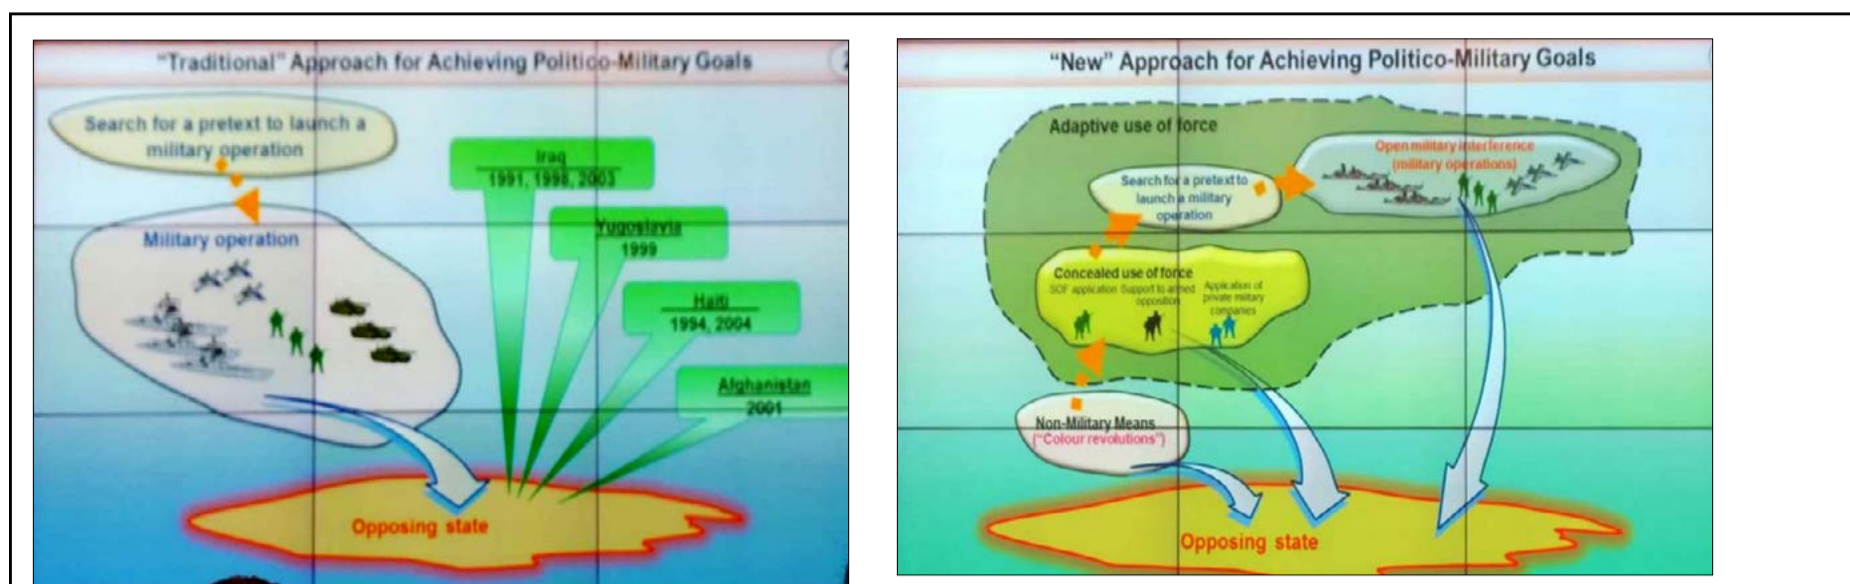 "Traditional" Approach for Achieving Politico-Military Goals
2
Search for a pretext to launch a
military operation
Military operation
Iraq
1991, 1998, 2003
Yugoslavia
1999
Haiti
1994, 2004
Afghanistan
2001
Opposing state
"New" Approach for Achieving Politico-Military Goals
Adaptive use of force
Open military interference
(military operations)
Search for a pretext to
launch a military
operation
Concealed use of force
SOF application
Support to armed
opposition
Application of
private military
companies
Non-Military Means
("Colour revolutions")
Opposing state